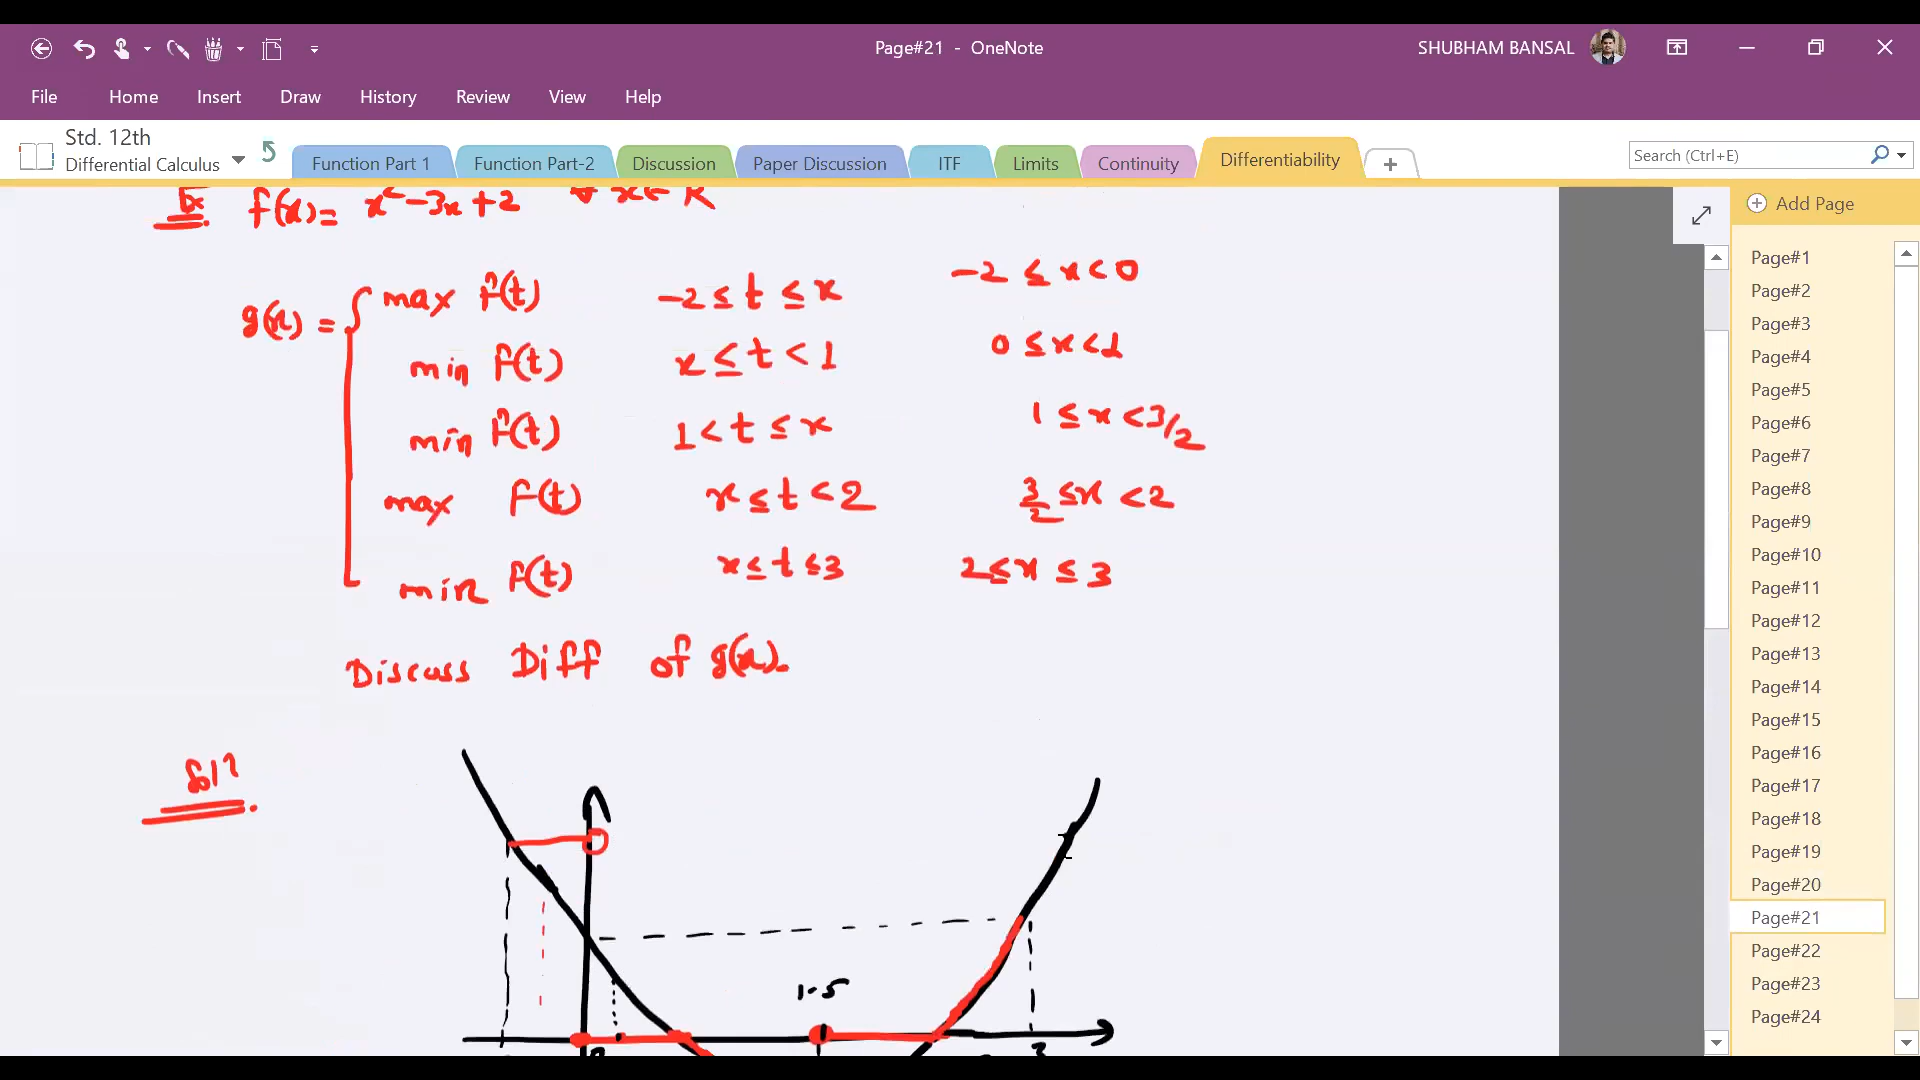 Page#21 - OneNote
SHUBHAM BANSAL
File Home Insert Draw History Review View Help
Std. 12th
Differential Calculus
Function Part 1 Function Part-2 Discussion Paper Discussion ITF Limits Continuity Differentiability
Search (Ctrl+E)
Add Page
Page#1
Page#2
Page#3
Page#4
Page#5
Page#6
Page#7
Page#8
Page#9
Page#10
Page#11
Page#12
Page#13
Page#14
Page#15
Page#16
Page#17
Page#18
Page#19
Page#20
Page#21
Page#22
Page#23
Page#24
f(x) = x² - 3x + 2 ∀ x ∈ R
g(x) = { max f(t) -2 ≤ t ≤ x -2 ≤ x < 0
min f(t) x ≤ t < 1 0 ≤ x < 1
min f(t) 1 < t ≤ x 1 ≤ x < 3/2
max f(t) x ≤ t < 2 3/2 ≤ x < 2
min f(t) x ≤ t ≤ 3 2 ≤ x ≤ 3
Discuss Diff of g(x).
Solⁿ
1.5
3